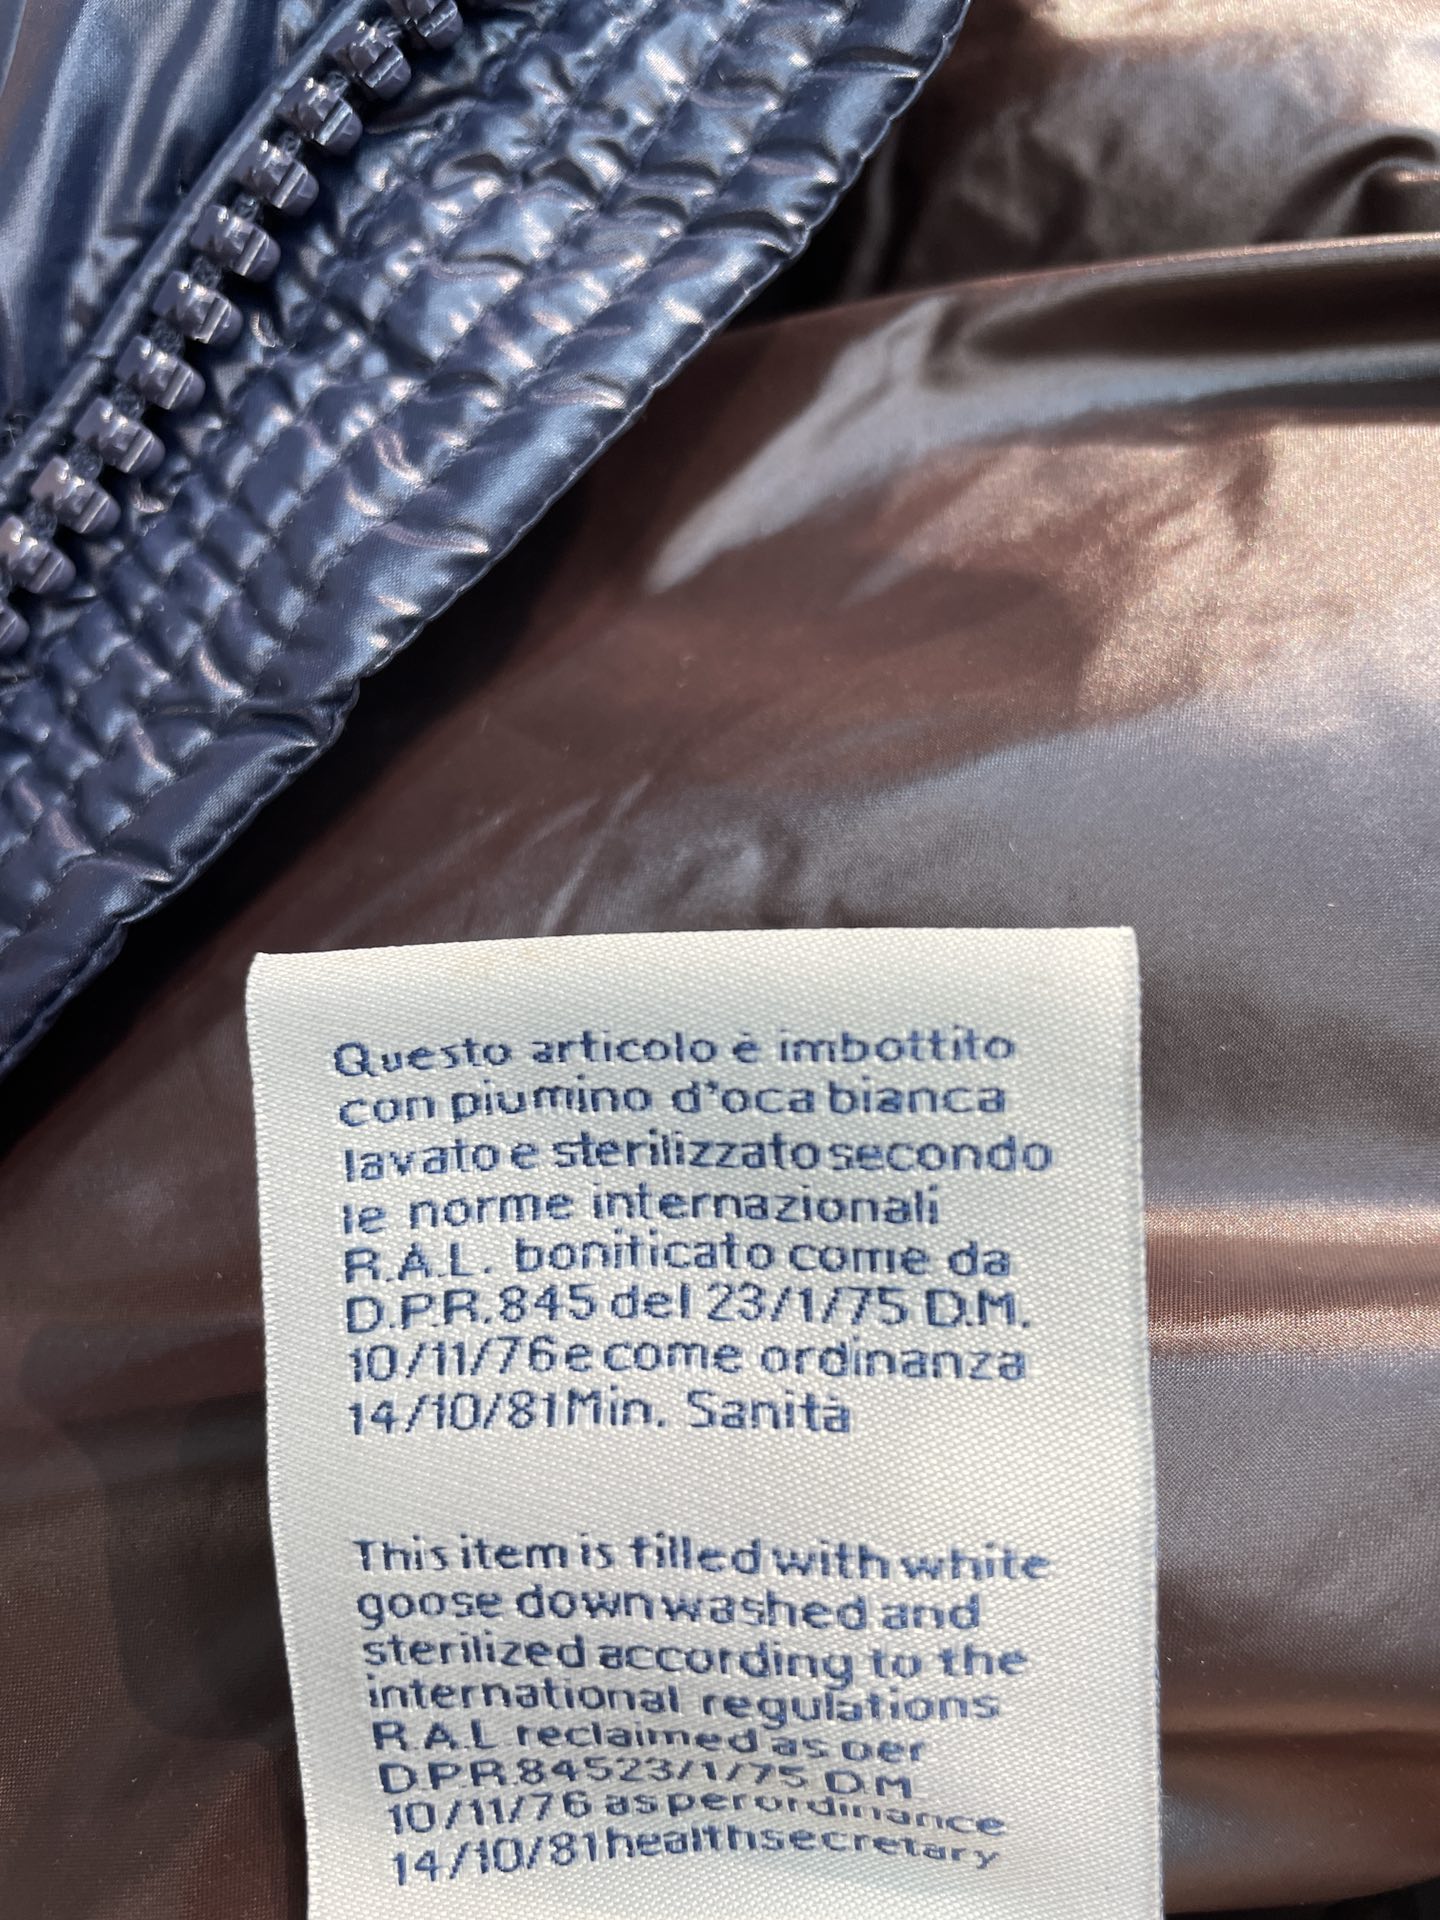 Questo articolo è imbottito
con piumino d'oca bianca
lavato e sterilizzato secondo
le norme internazionali
R.A.L. bonificato come da
D.P.R. 845 del 23/1/75 D.M.
10/11/76 e come ordinanza
14/10/81 Min. Sanità
This item is filled with white
goose down washed and
sterilized according to the
international regulations
R.A.L reclaimed as per
D.P.R. 845 23/1/75 D.M
10/11/76 as per ordinance
14/10/81 health secretary